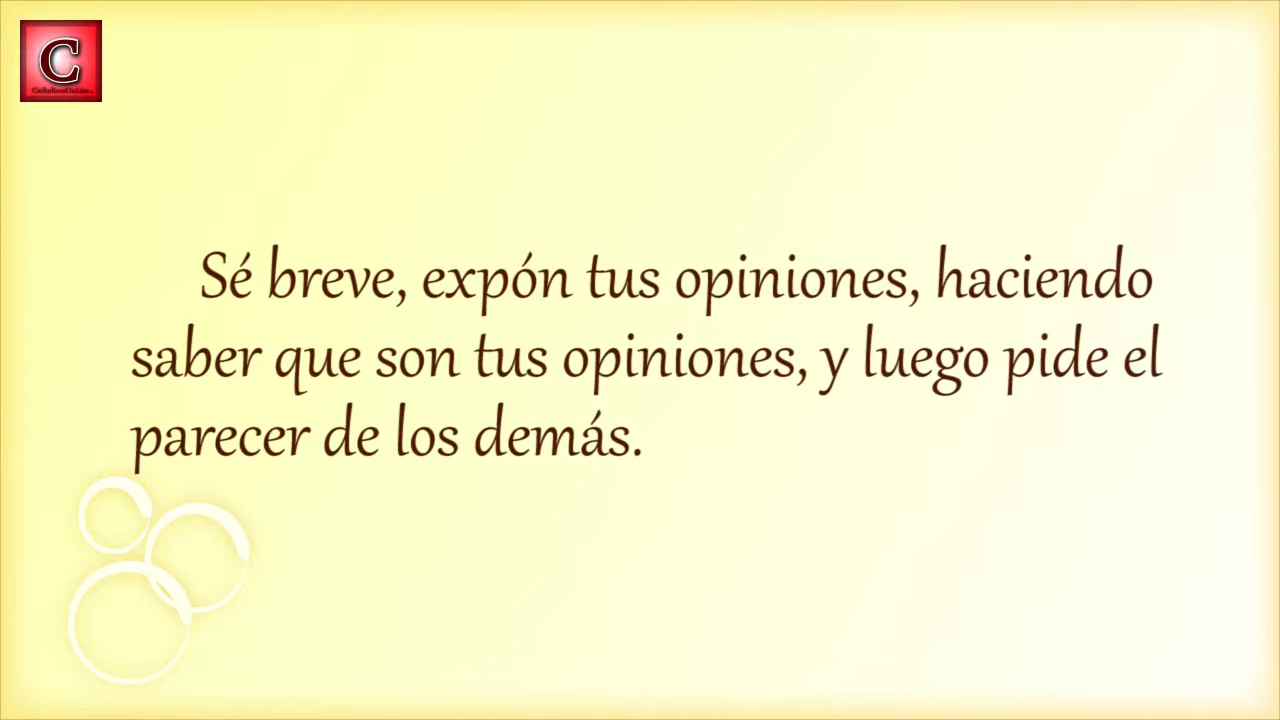 C
Sé breve, expón tus opiniones, haciendo
saber que son tus opiniones, y luego pide el
parecer de los demás.